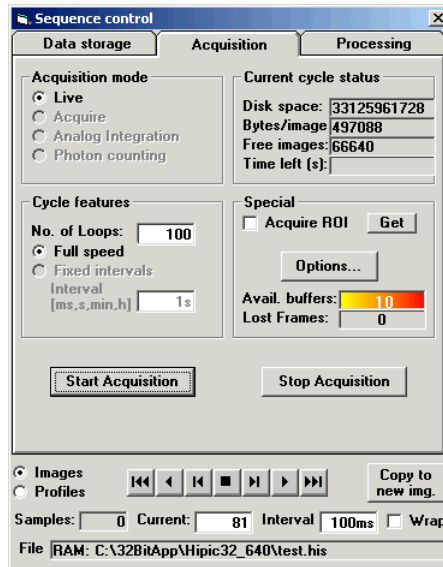 Sequence control
Data storage
Acquisition
Processing
Acquisition mode
Live
Acquire
Analog Integration
Photon counting
Current cycle status
Disk space: 33125961728
Bytes/image 497088
Free images: 66640
Time left (s):
Cycle features
No. of Loops: 100
Full speed
Fixed intervals
Interval
[ms,s,min,h] 1s
Special
Acquire ROI Get
Options...
Avail. buffers: 10
Lost Frames: 0
Start Acquisition
Stop Acquisition
Images
Profiles
Copy to
new img.
Samples: 0 Current: 81 Interval 100ms Wrap
File RAM: C:\32BitApp\Hipic32_640\test.his